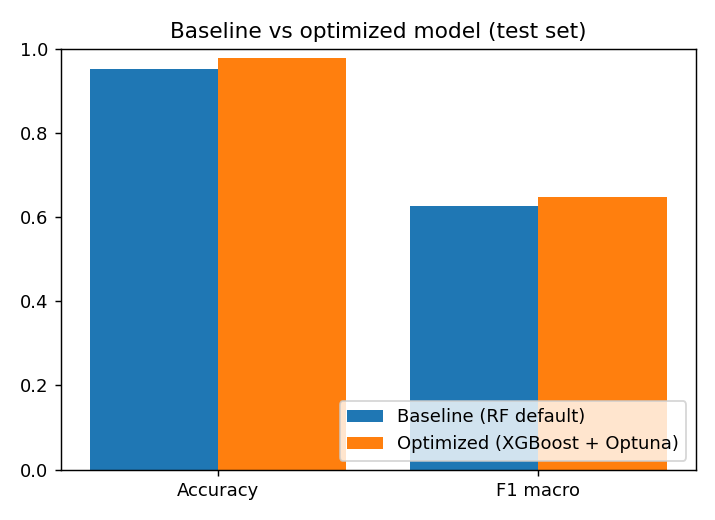 Baseline vs optimized model (test set)
1.0
0.8
0.6
0.4
0.2
0.0
Baseline (RF default)
Optimized (XGBoost + Optuna)
Accuracy
F1 macro